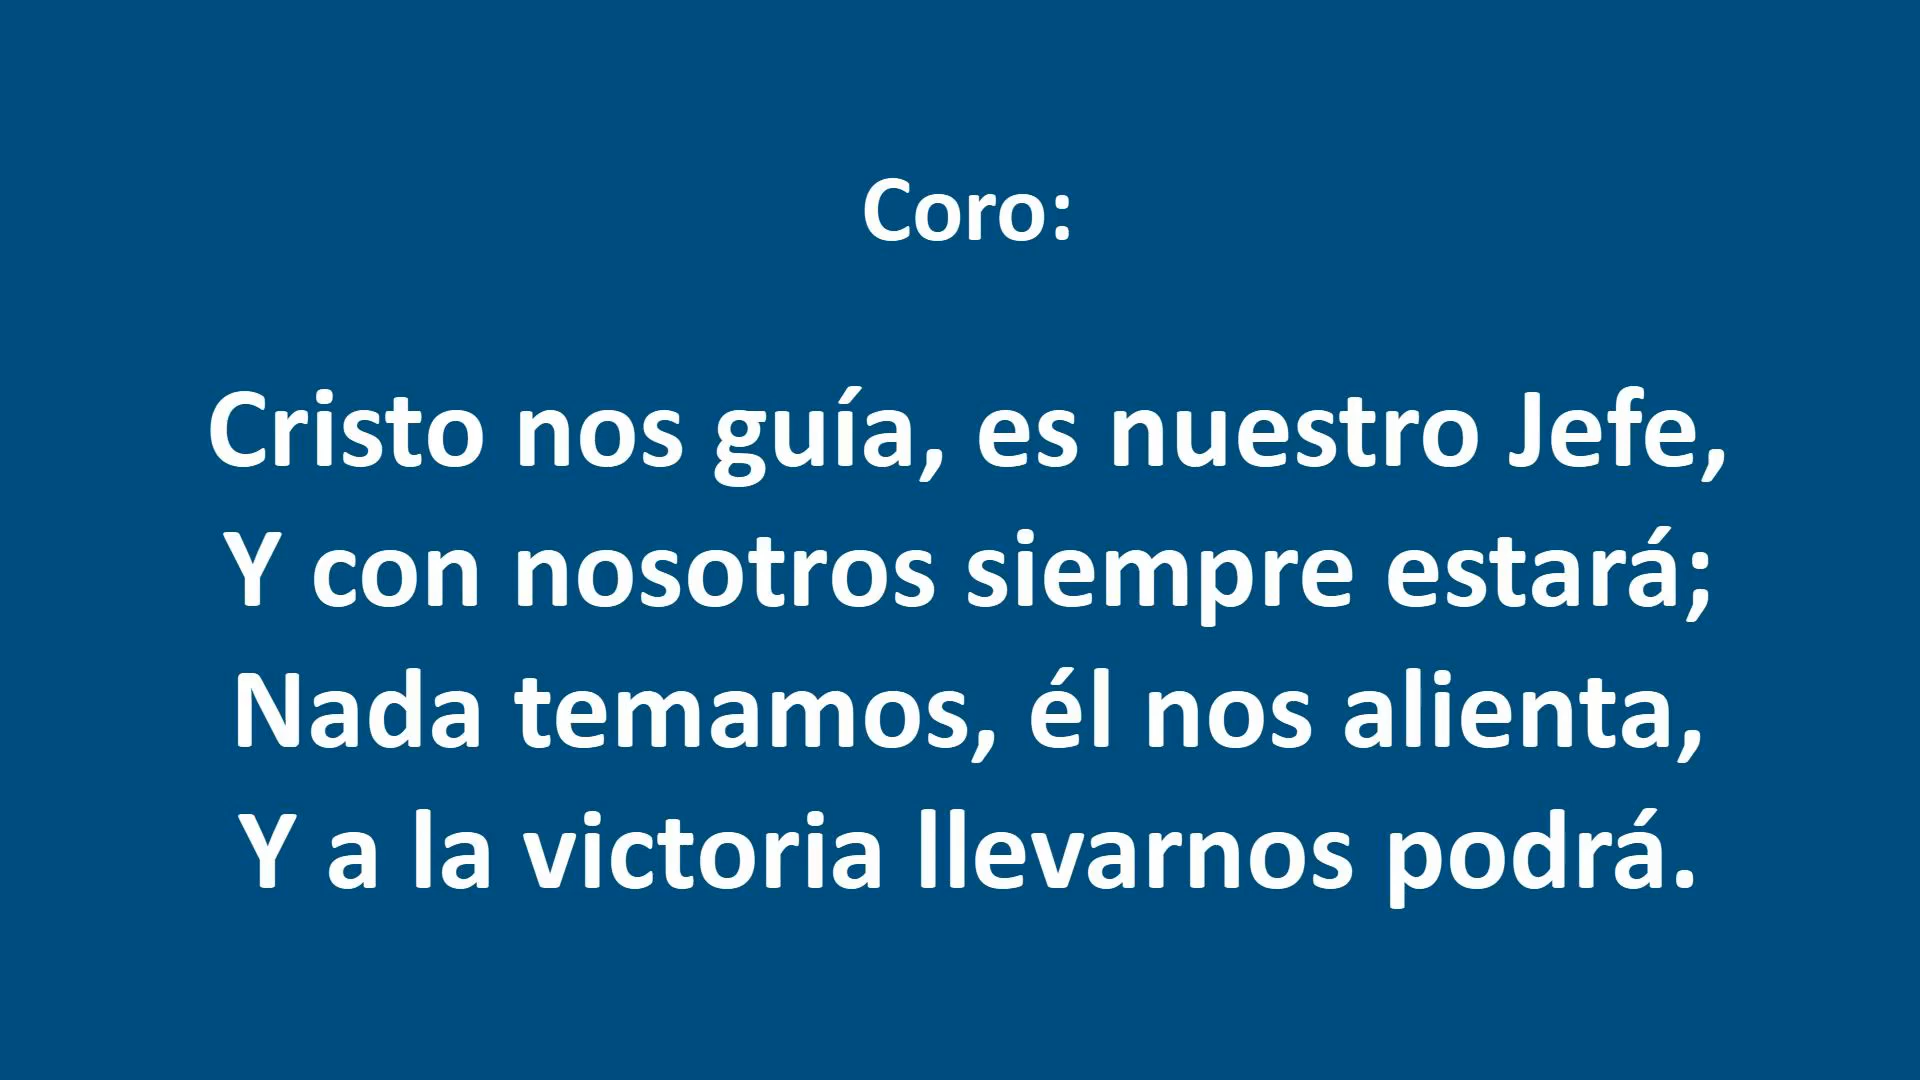 Coro:
Cristo nos guía, es nuestro Jefe,
Y con nosotros siempre estará;
Nada temamos, él nos alienta,
Y a la victoria llevarnos podrá.